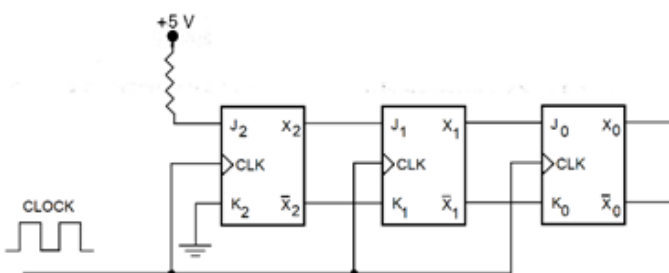 +5 V
J2 X2 J1 X1 J0 X0
CLK CLK CLK
CLOCK
K2 X̄2 K1 X̄1 K0 X̄0